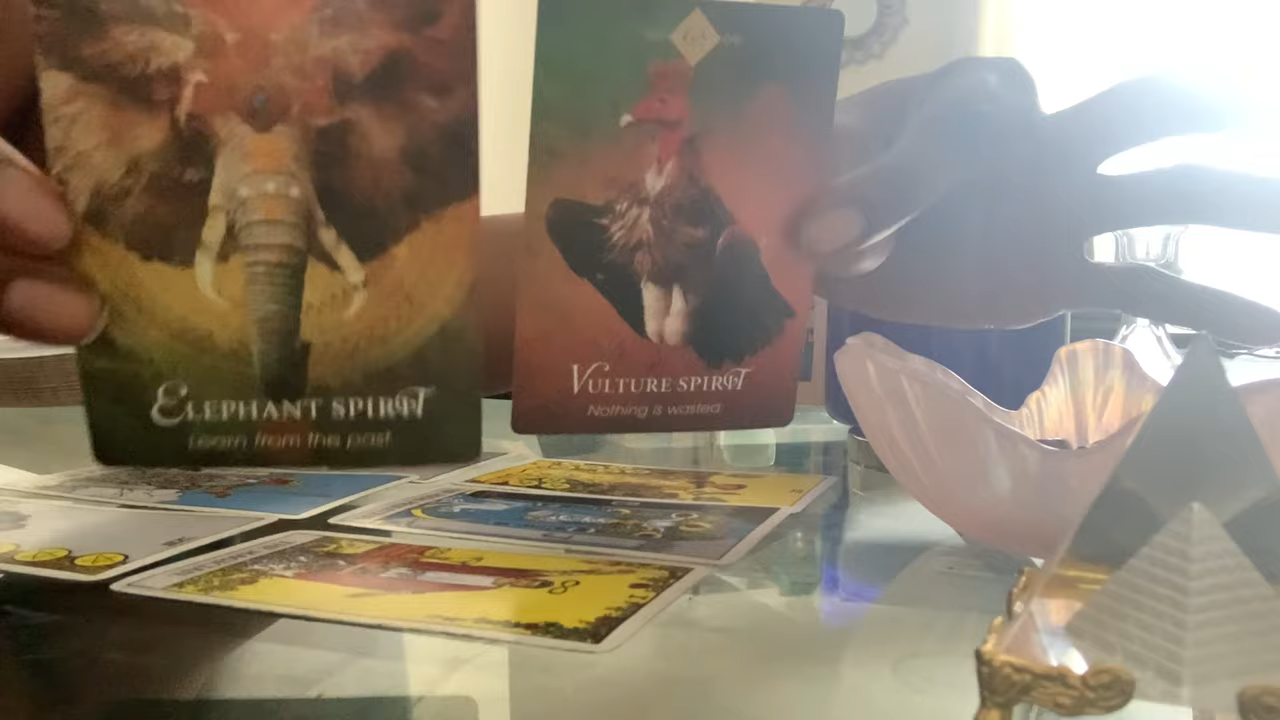 ELEPHANT SPIRIT
Learn from the past
VULTURE SPIRIT
Nothing is wasted